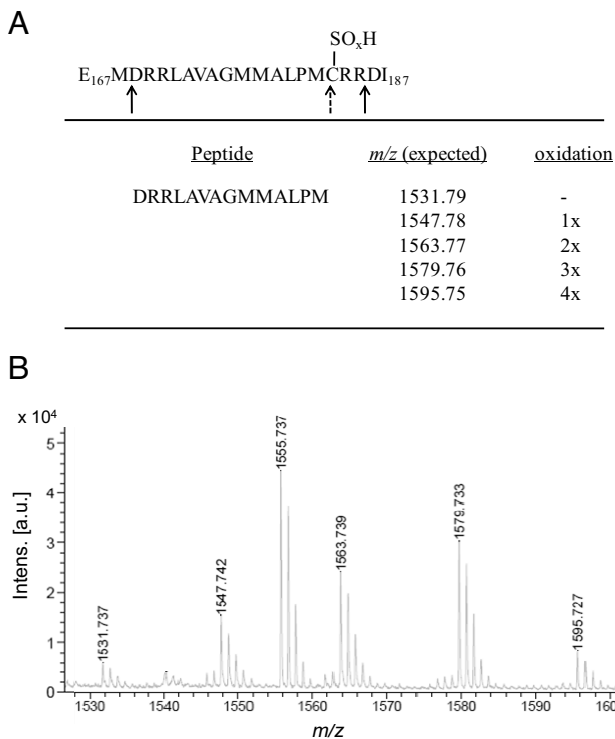 A
SOₓH
E₁₆₇MDRRLAVAGMMALPMCRRDI₁₈₇
Peptide m/z (expected) oxidation
DRRLAVAGMMALPM 1531.79 -
1547.78 1x
1563.77 2x
1579.76 3x
1595.75 4x
B
x 10⁴
Intens. [a.u.]
5
4
3
2
1
0
1531.737
1547.742
1555.737
1563.739
1579.733
1595.727
1530 1540 1550 1560 1570 1580 1590 160
m/z